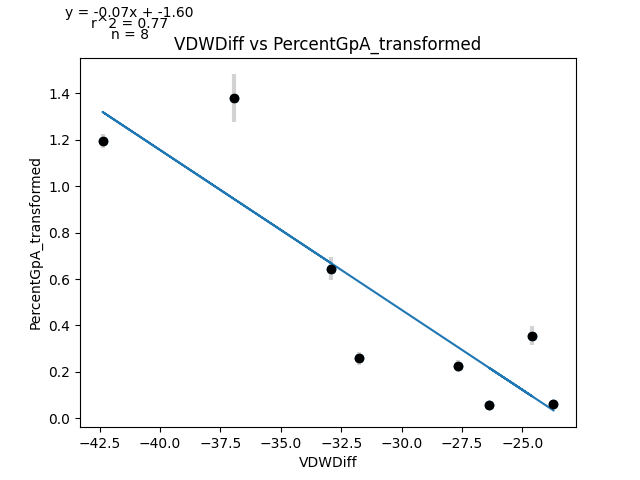 y = -0.07x + -1.60
r^2 = 0.77
n = 8
VDWDiff vs PercentGpA_transformed
PercentGpA_transformed
1.4
1.2
1.0
0.8
0.6
0.4
0.2
0.0
−42.5 −40.0 −37.5 −35.0 −32.5 −30.0 −27.5 −25.0
VDWDiff